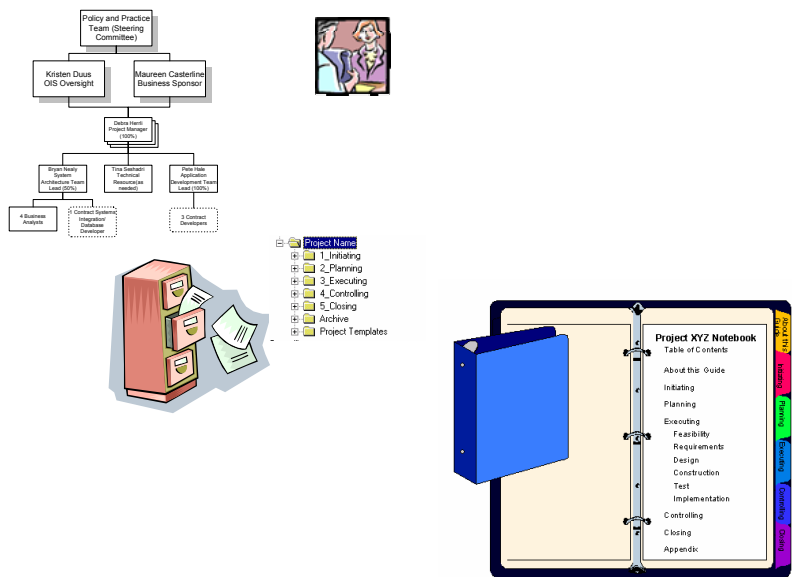 Policy and Practice
Team (Steering
Committee)
Kristen Duus
OIS Oversight
Maureen Casterline
Business Sponsor
Debra Herrli
Project Manager
(100%)
Bryan Nealy
System
Architecture Team
Lead (50%)
Tina Seshadri
Technical
Resource(as
needed)
Pete Hale
Application
Development Team
Lead (100%)
4 Business
Analysts
1 Contract Systems
Integration/
Database
Developer
3 Contract
Developers
Project Name
1_Initiating
2_Planning
3_Executing
4_Controlling
5_Closing
Archive
Project Templates
Project XYZ Notebook
Table of Contents
About this Guide
Initiating
Planning
Executing
Feasibility
Requirements
Design
Construction
Test
Implementation
Controlling
Closing
Appendix
About this
Guide
Initiating
Planning
Executing
Controlling
Closing